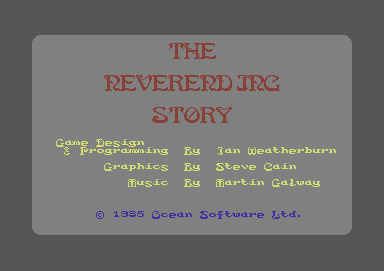 THE
NEVERENDING
STORY
Game Design
& Programming By Ian Weatherburn
Graphics By Steve Cain
Music By Martin Galway
© 1985 Ocean Software Ltd.